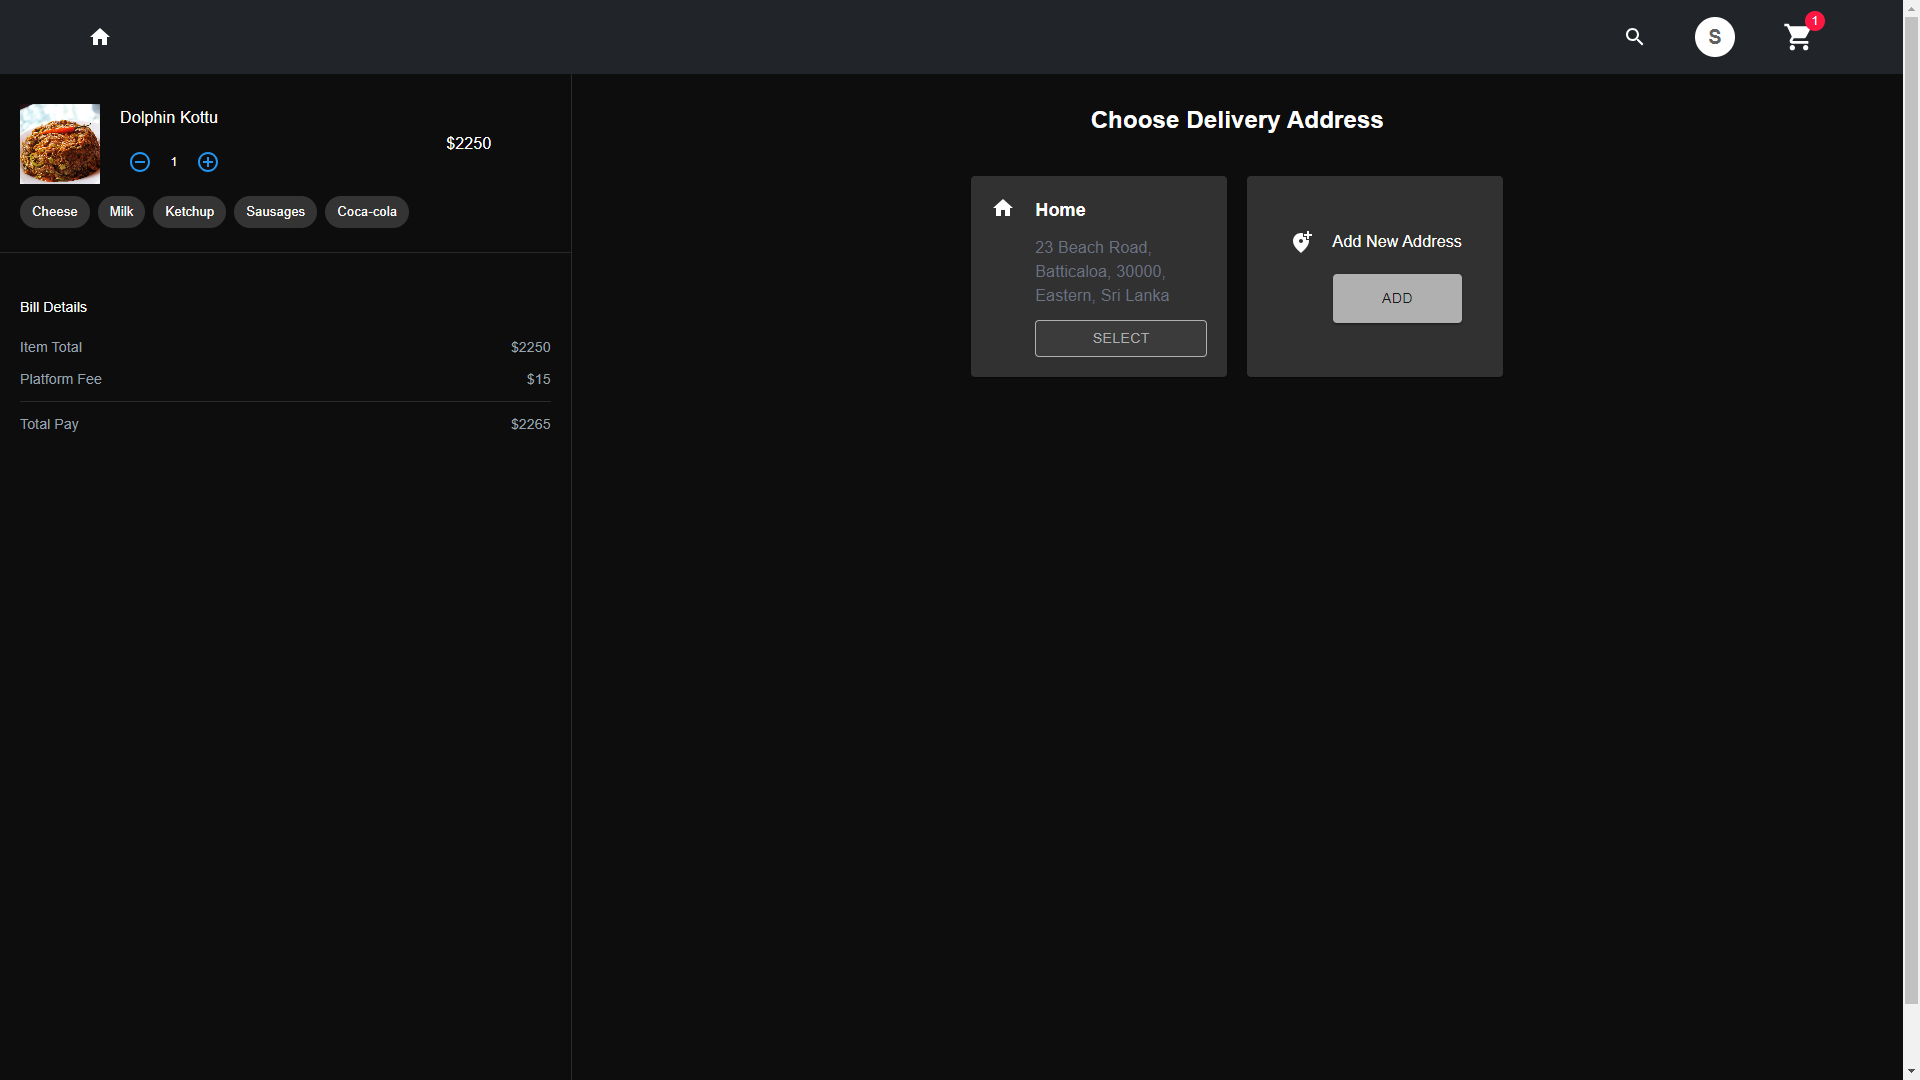 S
1
Dolphin Kottu
$2250
1
Cheese Milk Ketchup Sausages Coca-cola
Bill Details
Item Total $2250
Platform Fee $15
Total Pay $2265
Choose Delivery Address
Home
23 Beach Road,
Batticaloa, 30000,
Eastern, Sri Lanka
SELECT
Add New Address
ADD